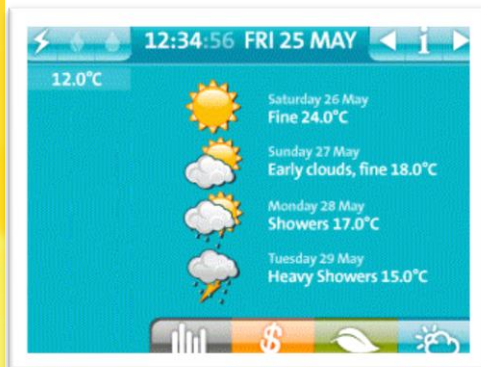 12:34:56 FRI 25 MAY
12.0°C
Saturday 26 May
Fine 24.0°C
Sunday 27 May
Early clouds, fine 18.0°C
Monday 28 May
Showers 17.0°C
Tuesday 29 May
Heavy Showers 15.0°C